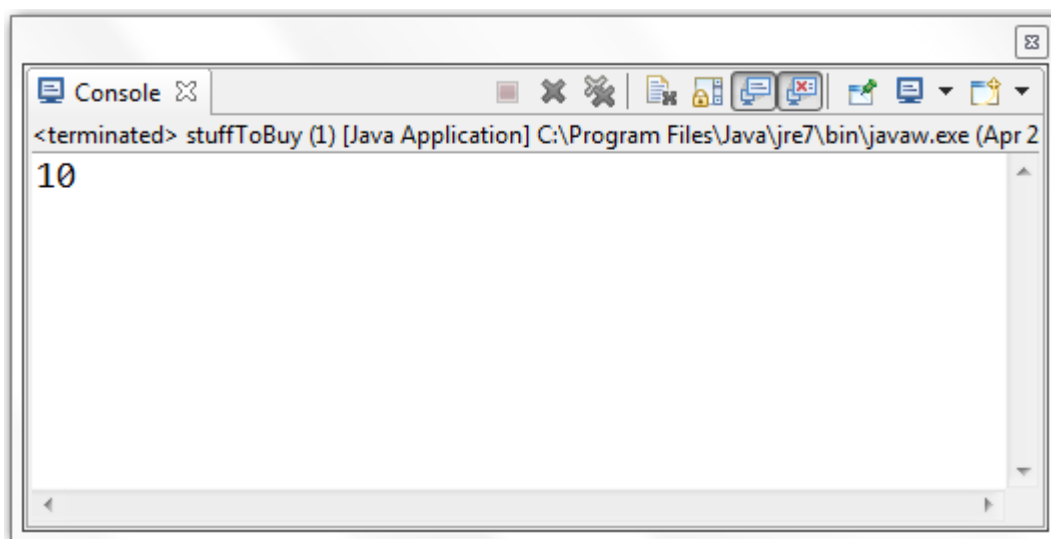 Console
<terminated> stuffToBuy (1) [Java Application] C:\Program Files\Java\jre7\bin\javaw.exe (Apr 2
10